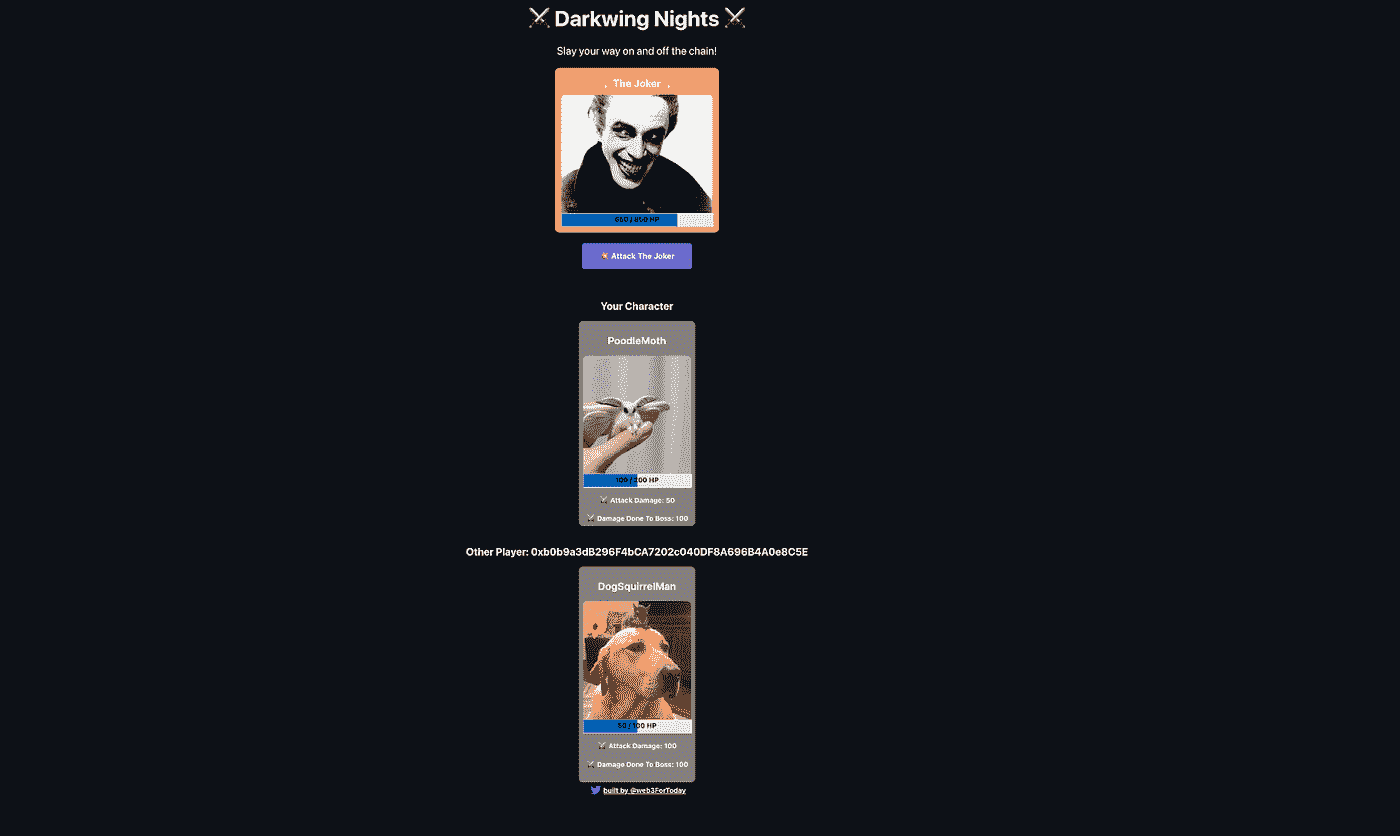 ⚔️ Darkwing Nights ⚔️
Slay your way on and off the chain!
The Joker
650 / 850 HP
💥 Attack The Joker
Your Character
PoodleMoth
100 / 200 HP
⚔️ Attack Damage: 50
⚔️ Damage Done To Boss: 100
Other Player: 0xb0b9a3dB296F4bCA7202c040DF8A696B4A0e8C5E
DogSquirrelMan
50 / 100 HP
⚔️ Attack Damage: 100
⚔️ Damage Done To Boss: 100
built by @web3ForToday